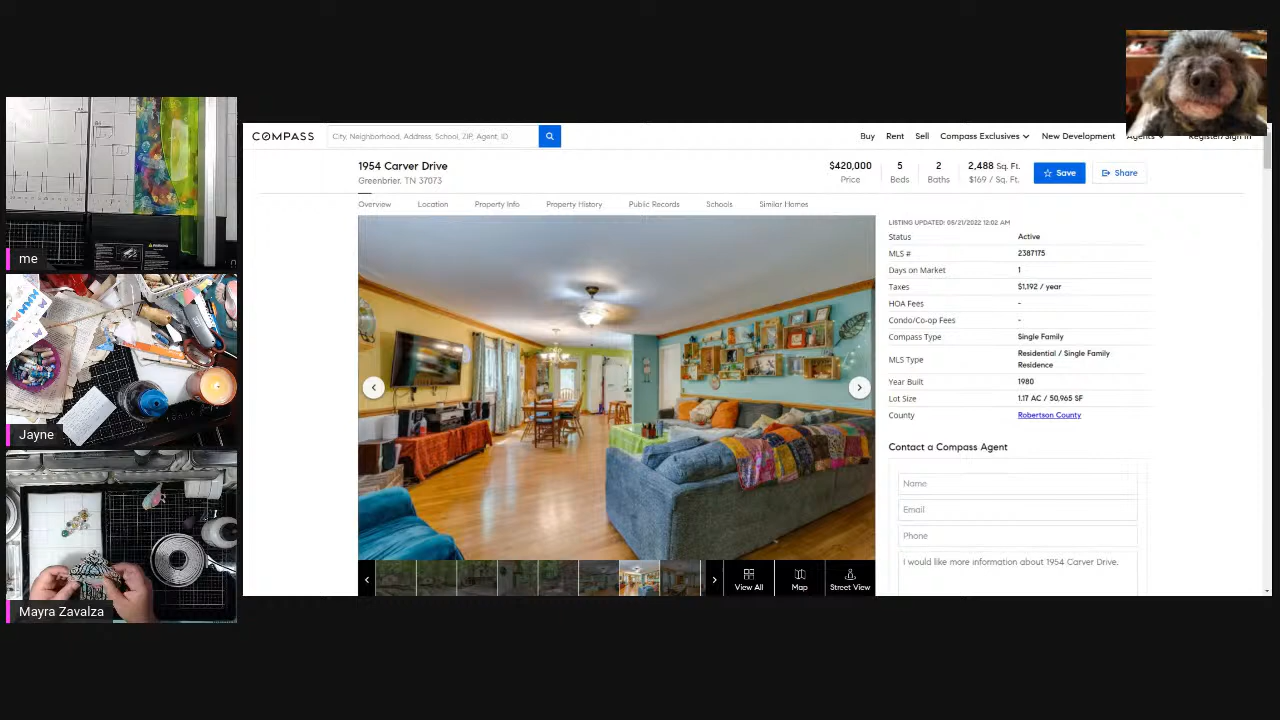 me
Jayne
Mayra Zavalza
COMPASS
City, Neighborhood, Address, School, ZIP, Agent, ID
Buy
Rent
Sell
Compass Exclusives
New Development
Agents
Register/Sign In
1954 Carver Drive
Greenbrier, TN 37073
$420,000
Price
5
Beds
2
Baths
2,488 Sq. Ft.
$169 / Sq. Ft.
Save
Share
Overview
Location
Property Info
Property History
Public Records
Schools
Similar Homes
LISTING UPDATED: 05/21/2022 12:02 AM
Status Active
MLS # 2387175
Days on Market 1
Taxes $1,192 / year
HOA Fees -
Condo/Co-op Fees -
Compass Type Single Family
MLS Type Residential / Single Family
Residence
Year Built 1980
Lot Size 1.17 AC / 50,965 SF
County Robertson County
Contact a Compass Agent
Name
Email
Phone
I would like more information about 1954 Carver Drive.
View All
Map
Street View